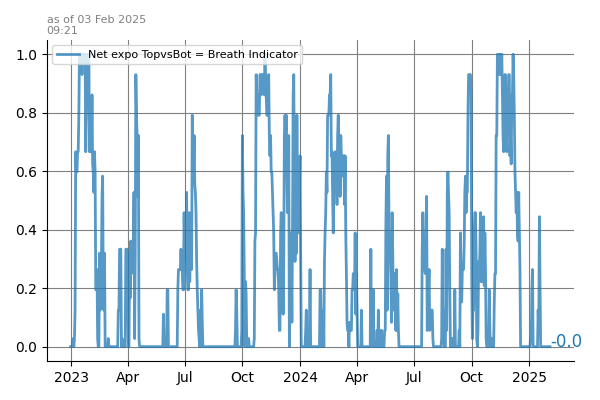 as of 03 Feb 2025
09:21
Net expo TopvsBot = Breath Indicator
1.0
0.8
0.6
0.4
0.2
0.0
-0.0
2023 Apr Jul Oct 2024 Apr Jul Oct 2025